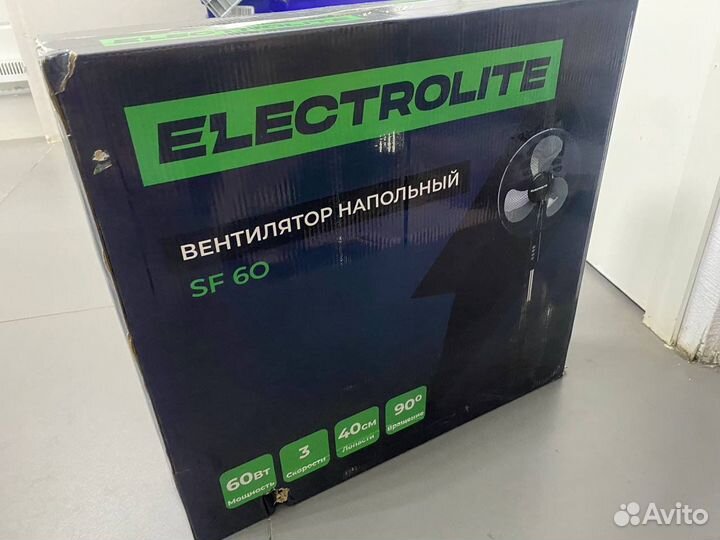 ELECTROLITE
ВЕНТИЛЯТОР НАПОЛЬНЫЙ
SF 60
60Вт
Мощность
3
Скорости
40см
Лопасти
90°
Вращение
Avito